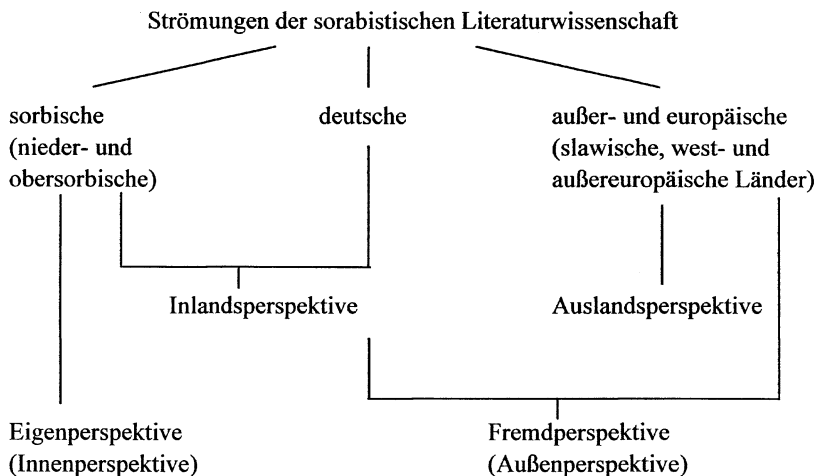 Strömungen der sorabistischen Literaturwissenschaft
sorbische
(nieder- und
obersorbische)
deutsche
außer- und europäische
(slawische, west- und
außereuropäische Länder)
Inlandsperspektive
Auslandsperspektive
Eigenperspektive
(Innenperspektive)
Fremdperspektive
(Außenperspektive)